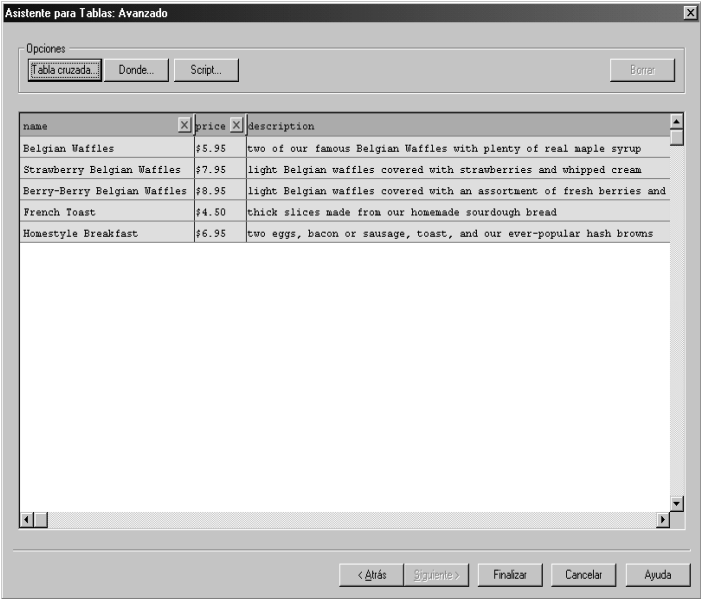 Asistente para Tablas: Avanzado
Opciones
Tabla cruzada... Donde... Script... Borrar
name price description
Belgian Waffles $5.95 two of our famous Belgian Waffles with plenty of real maple syrup
Strawberry Belgian Waffles $7.95 light Belgian waffles covered with strawberries and whipped cream
Berry-Berry Belgian Waffles $8.95 light Belgian waffles covered with an assortment of fresh berries and
French Toast $4.50 thick slices made from our homemade sourdough bread
Homestyle Breakfast $6.95 two eggs, bacon or sausage, toast, and our ever-popular hash browns
< Atrás Siguiente > Finalizar Cancelar Ayuda